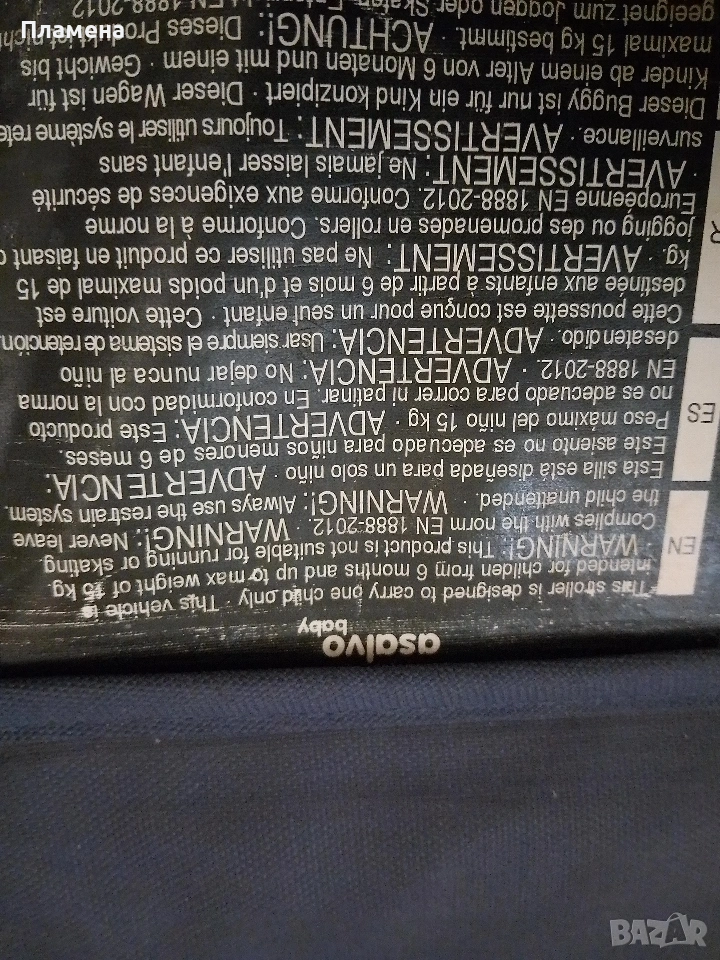 Пламена
asalvo
baby
EN
This stroller is designed to carry one child only · This vehicle is
intended for childen from 6 months and up to max weight of 15 kg.
· WARNING!: This product is not suitable for running or skating.
Complies with the norm EN 1888-2012. · WARNING!: Never leave
the child unattended. · WARNING!: Always use the restrain system.
ES
Esta silla está diseñada para un solo niño · ADVERTENCIA:
Este asiento no es adecuado para niños menores de 6 meses.
Peso máximo del niño 15 kg · ADVERTENCIA: Este producto
no es adecuado para correr ni patinar. En conformidad con la norma
EN 1888-2012. · ADVERTENCIA: No dejar nunca al niño
desatendido. · ADVERTENCIA: Usar siempre el sistema de retención.
R
Cette poussette est conçue pour un seul enfant · Cette voiture est
destinée aux enfants à partir de 6 mois et d'un poids maximal de 15
kg. · AVERTISSEMENT: Ne pas utiliser ce produit en faisant
jogging ou des promenades en rollers. Conforme à la norme
Européenne EN 1888-2012. Conforme aux exigences de sécurité
· AVERTISSEMENT: Ne jamais laisser l'enfant sans
surveillance. · AVERTISSEMENT: Toujours utiliser le système rete
Dieser Buggy ist nur für ein Kind konzipiert · Dieser Wagen ist für
Kinder ab einem Alter von 6 Monaten und mit einem · Gewicht bis
maximal 15 kg bestimmt. · ACHTUNG!: Dieses Produkt ist nich
geeignet zum Joggen oder Skaten
BAZAR